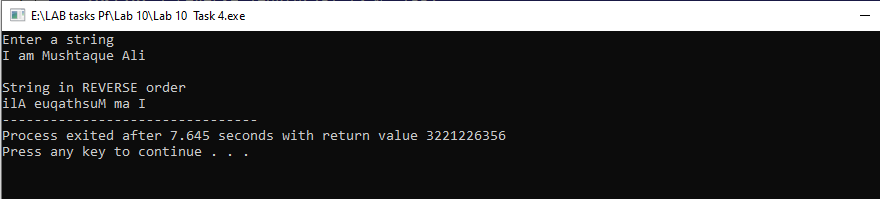 E:\LAB tasks Pf\Lab 10\Lab 10  Task 4.exe
Enter a string
I am Mushtaque Ali
String in REVERSE order
ilA euqathsuM ma I
--------------------------------
Process exited after 7.645 seconds with return value 3221226356
Press any key to continue . . .